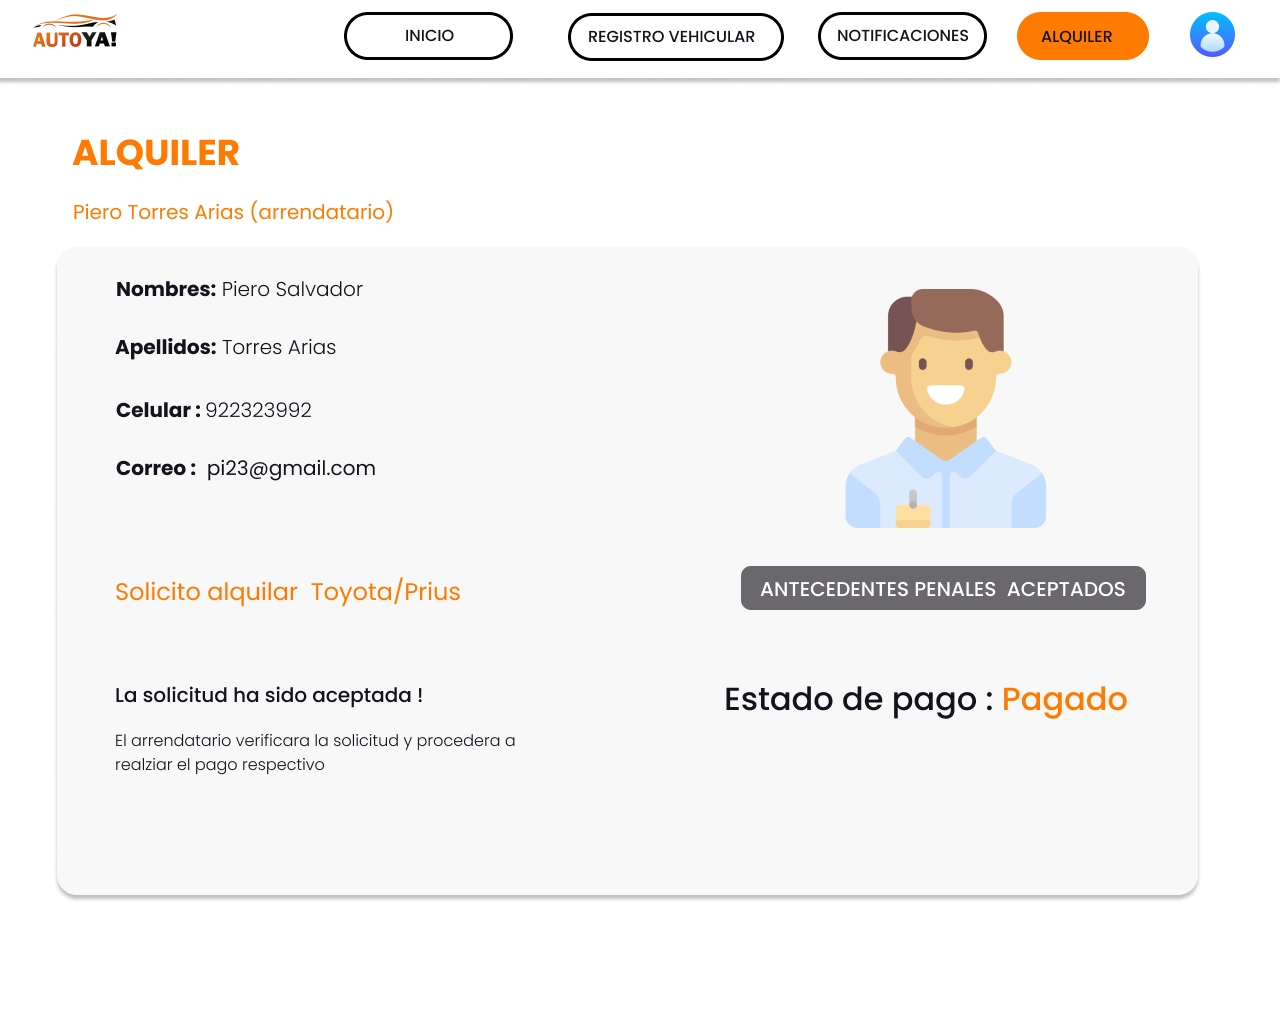 AUTOYA!
INICIO
REGISTRO VEHICULAR
NOTIFICACIONES
ALQUILER
ALQUILER
Piero Torres Arias (arrendatario)
Nombres: Piero Salvador
Apellidos: Torres Arias
Celular : 922323992
Correo : pi23@gmail.com
Solicito alquilar Toyota/Prius
ANTECEDENTES PENALES ACEPTADOS
La solicitud ha sido aceptada !
Estado de pago : Pagado
El arrendatario verificara la solicitud y procedera a
realziar el pago respectivo